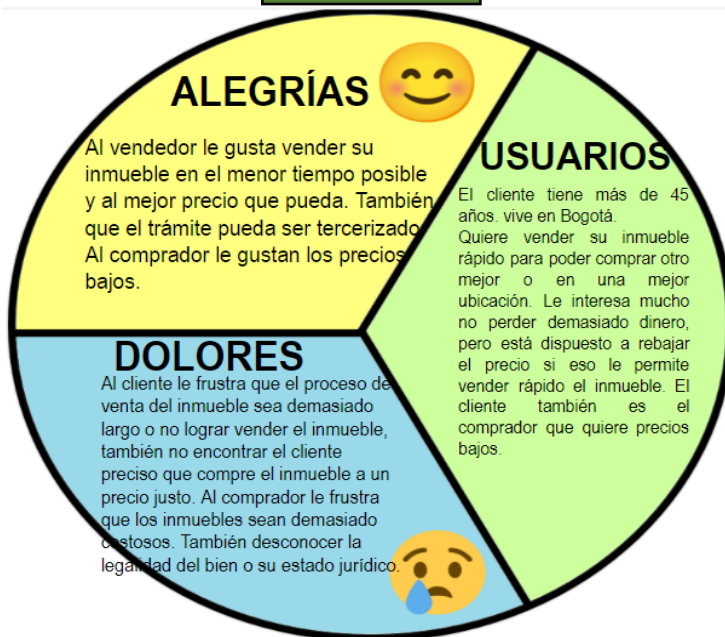 ALEGRÍAS
Al vendedor le gusta vender su
inmueble en el menor tiempo posible
y al mejor precio que pueda. También
que el trámite pueda ser tercerizado.
Al comprador le gustan los precios
bajos.
USUARIOS
El cliente tiene más de 45
años. vive en Bogotá.
Quiere vender su inmueble
rápido para poder comprar otro
mejor o en una mejor
ubicación. Le interesa mucho
no perder demasiado dinero,
pero está dispuesto a rebajar
el precio si eso le permite
vender rápido el inmueble. El
cliente también es el
comprador que quiere precios
bajos.
DOLORES
Al cliente le frustra que el proceso de
venta del inmueble sea demasiado
largo o no lograr vender el inmueble,
también no encontrar el cliente
preciso que compre el inmueble a un
precio justo. Al comprador le frustra
que los inmuebles sean demasiado
costosos. También desconocer la
legalidad del bien o su estado jurídico.